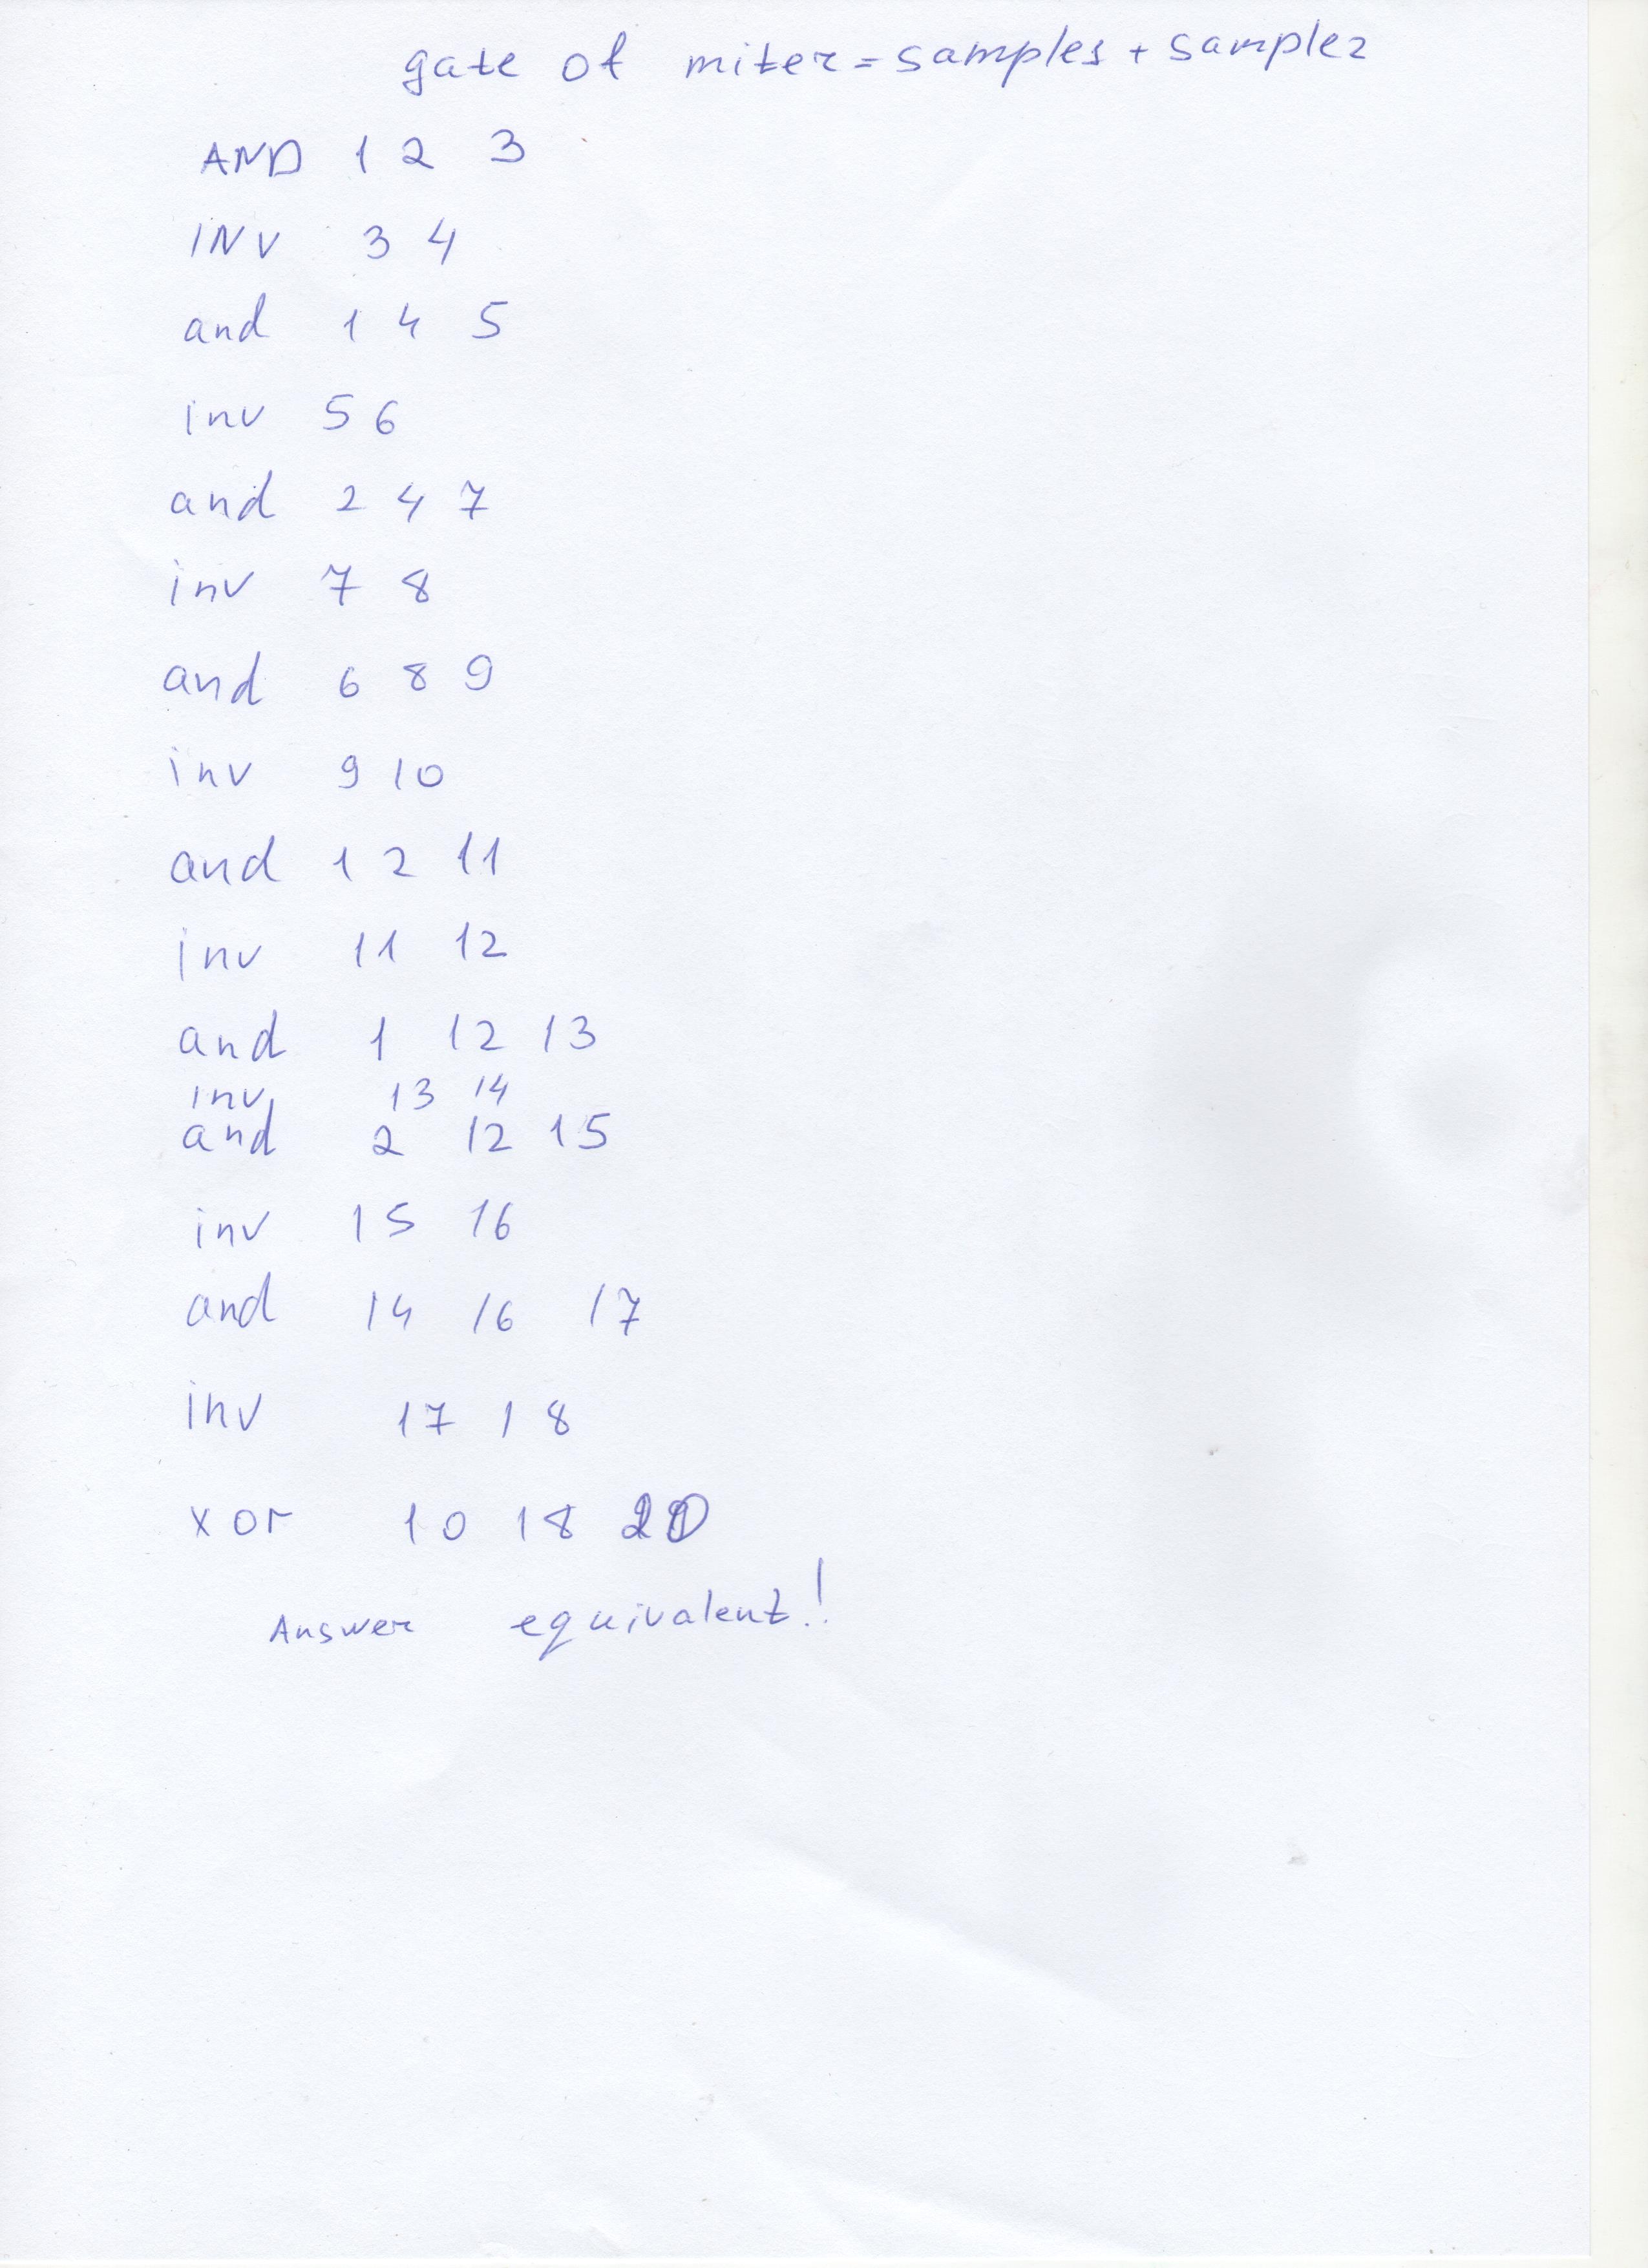 gate of miter = samples + sample2
AND 1 2 3
INV 3 4
and 1 4 5
inv 5 6
and 2 4 7
inv 7 8
and 6 8 9
inv 9 10
and 1 2 11
inv 11 12
and 1 12 13
inv 13 14
and 2 12 15
inv 15 16
and 14 16 17
inv 17 18
xor 10 18 20
Answer equivalent!